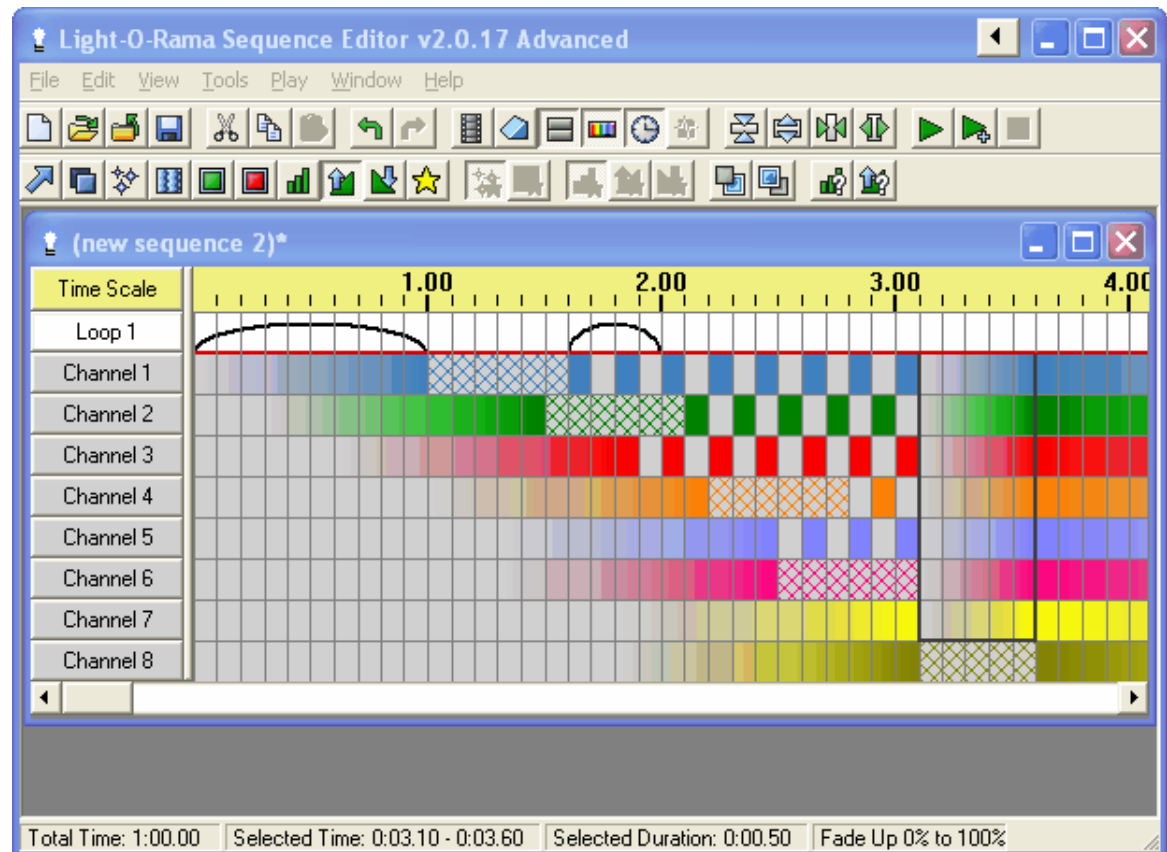 Light-O-Rama Sequence Editor v2.0.17 Advanced
File Edit View Tools Play Window Help
(new sequence 2)*
Time Scale 1.00 2.00 3.00 4.00
Loop 1
Channel 1
Channel 2
Channel 3
Channel 4
Channel 5
Channel 6
Channel 7
Channel 8
Total Time: 1:00.00 Selected Time: 0:03.10 - 0:03.60 Selected Duration: 0:00.50 Fade Up 0% to 100%